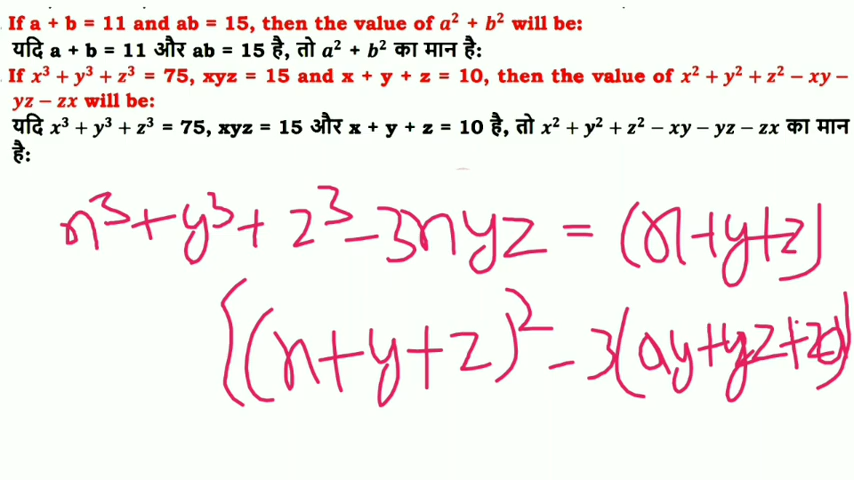 If a + b = 11 and ab = 15, then the value of a² + b² will be:
यदि a + b = 11 और ab = 15 है, तो a² + b² का मान है:
If x³ + y³ + z³ = 75, xyz = 15 and x + y + z = 10, then the value of x² + y² + z² − xy −
yz − zx will be:
यदि x³ + y³ + z³ = 75, xyz = 15 और x + y + z = 10 है, तो x² + y² + z² − xy − yz − zx का मान
है:
x³ + y³ + z³ − 3xyz = (x + y + z)
{(x + y + z)² − 3(xy + yz + zx)